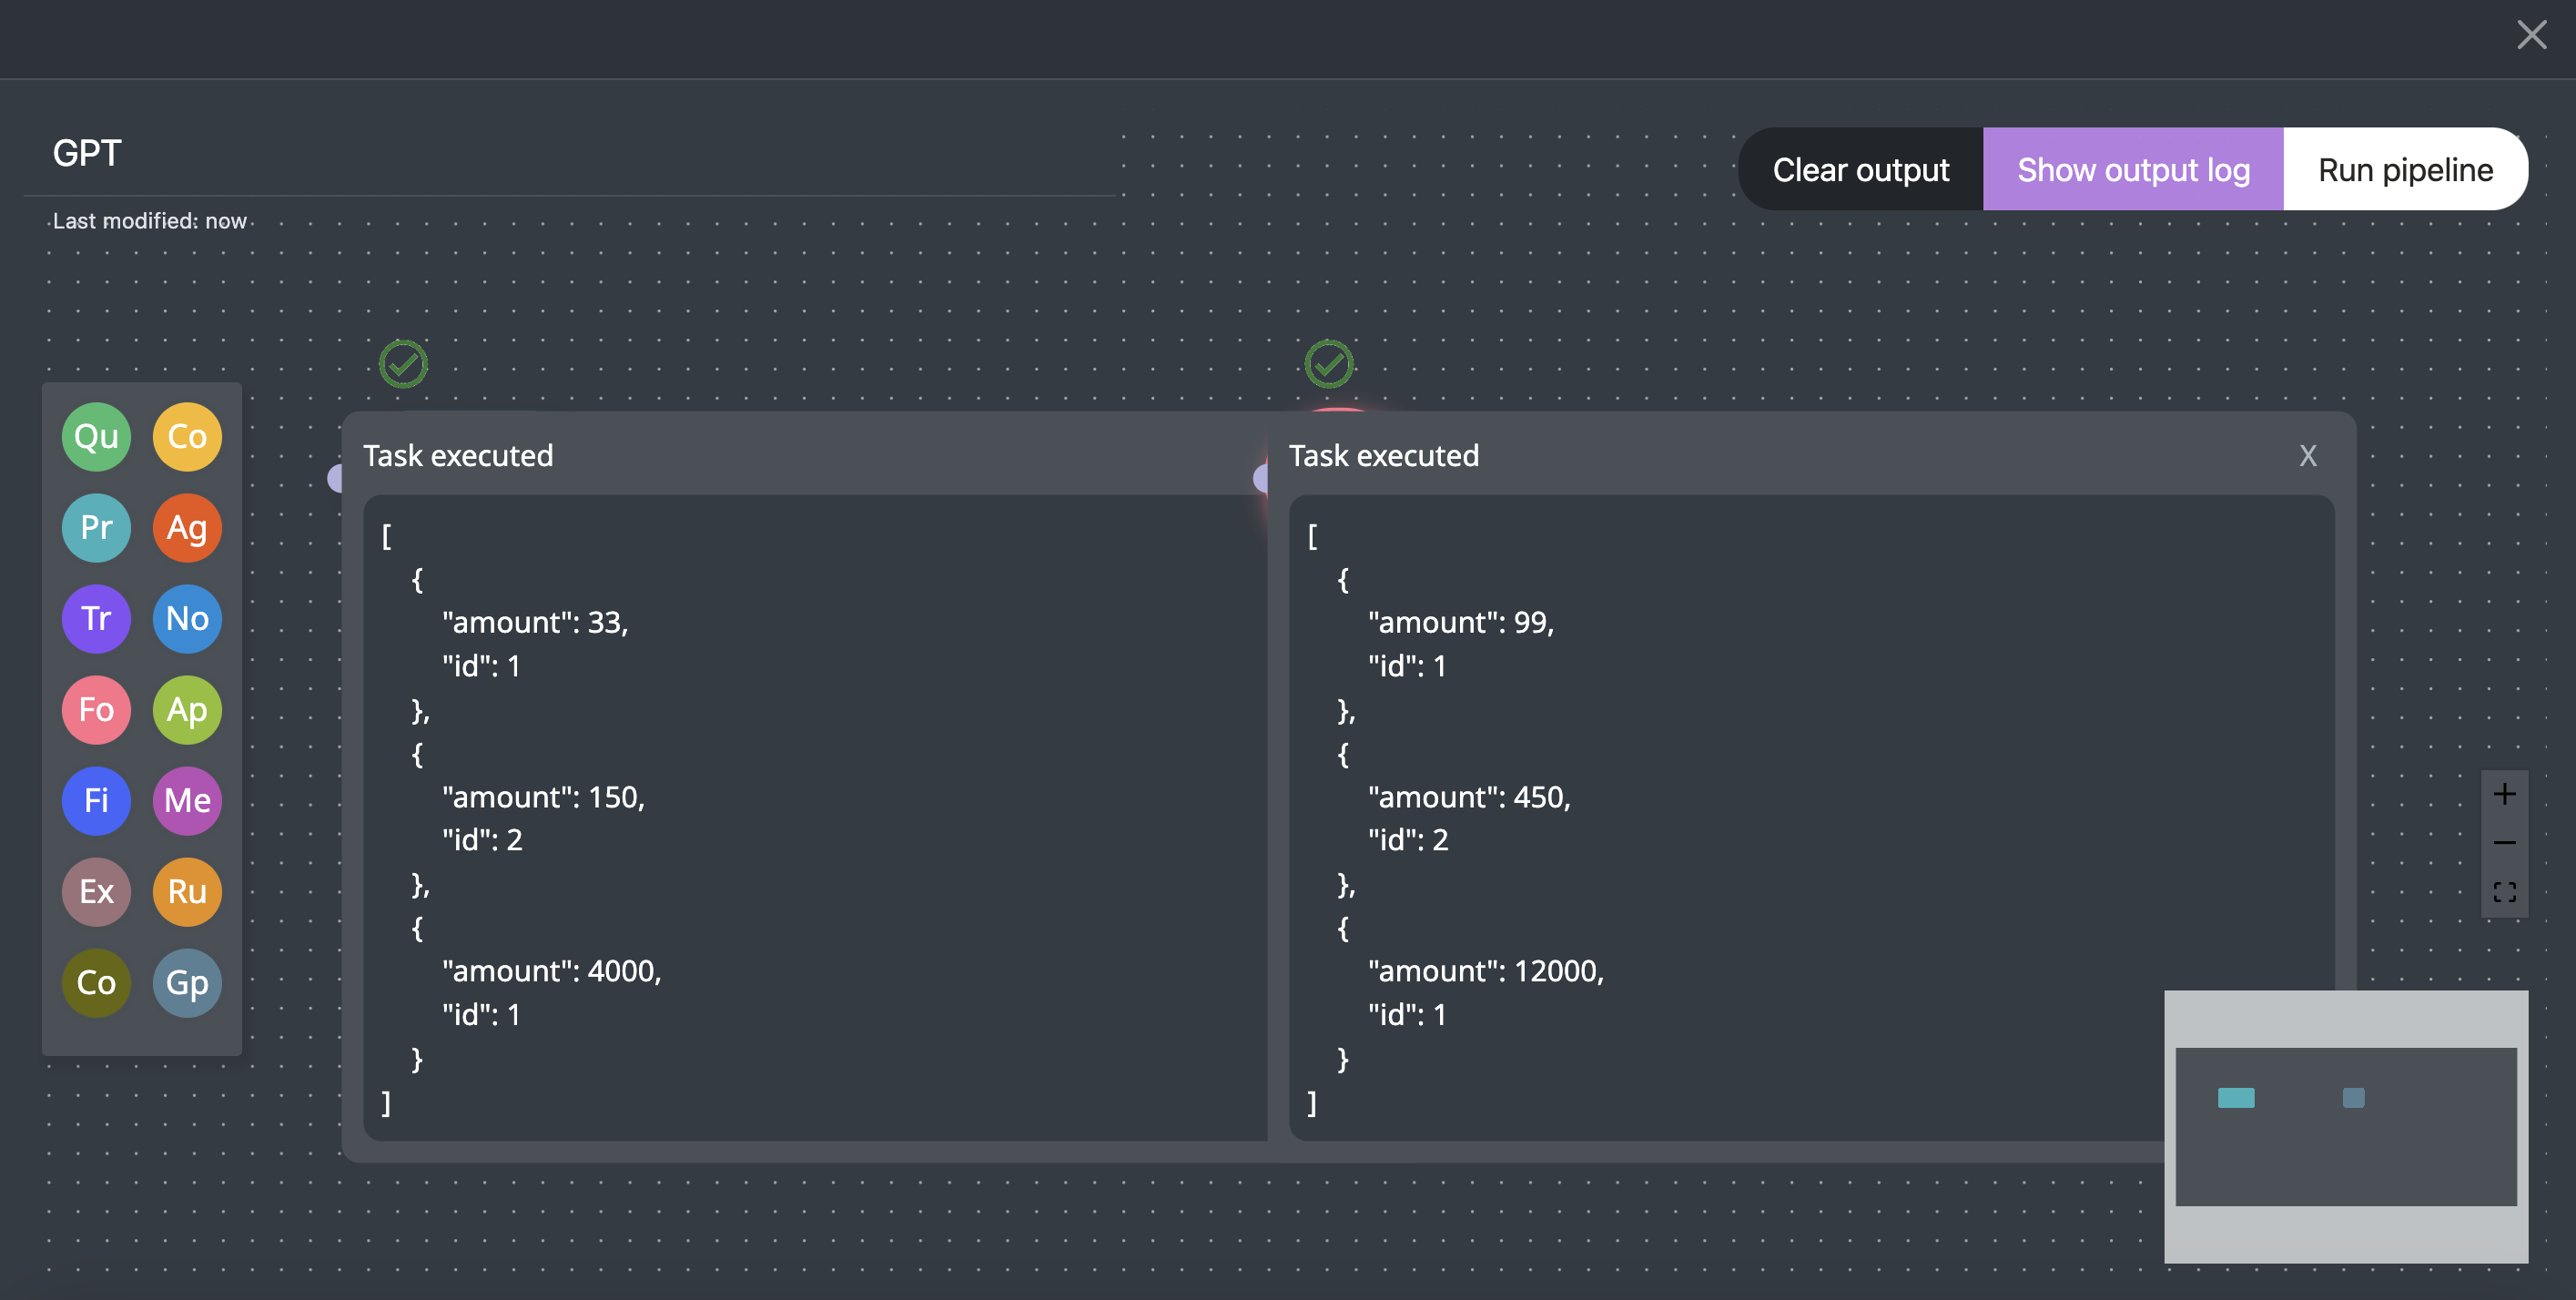 GPT
Last modified: now
Clear output
Show output log
Run pipeline
Qu
Co
Pr
Ag
Tr
No
Fo
Ap
Fi
Me
Ex
Ru
Co
Gp
Task executed
[
{
"amount": 33,
"id": 1
},
{
"amount": 150,
"id": 2
},
{
"amount": 4000,
"id": 1
}
]
Task executed
X
[
{
"amount": 99,
"id": 1
},
{
"amount": 450,
"id": 2
},
{
"amount": 12000,
"id": 1
}
]